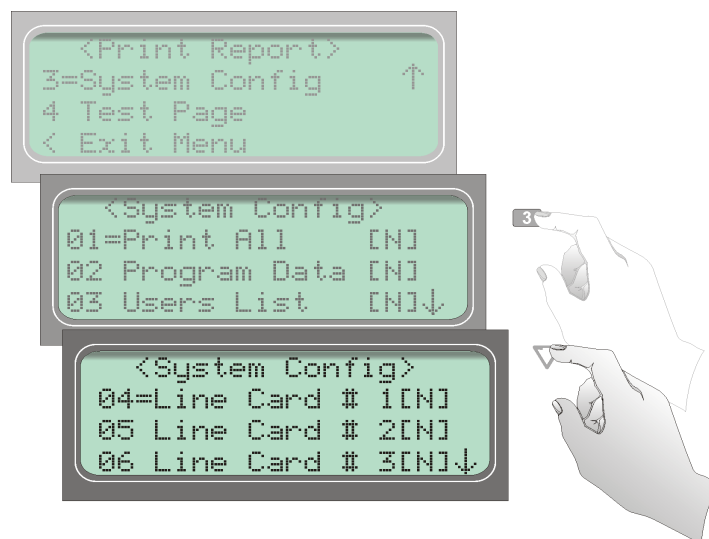 <Print Report>
3=System Config ↑
4 Test Page
< Exit Menu
<System Config>
01=Print All [N]
02 Program Data [N]
03 Users List [N]↓
3
<System Config>
04=Line Card # 1[N]
05 Line Card # 2[N]
06 Line Card # 3[N]↓